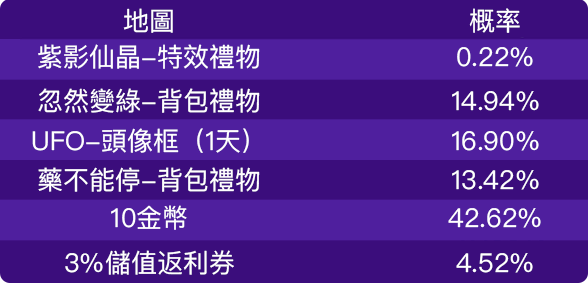 地圖 概率
紫影仙晶-特效禮物 0.22%
忽然變綠-背包禮物 14.94%
UFO-頭像框（1天） 16.90%
藥不能停-背包禮物 13.42%
10金幣 42.62%
3%儲值返利券 4.52%